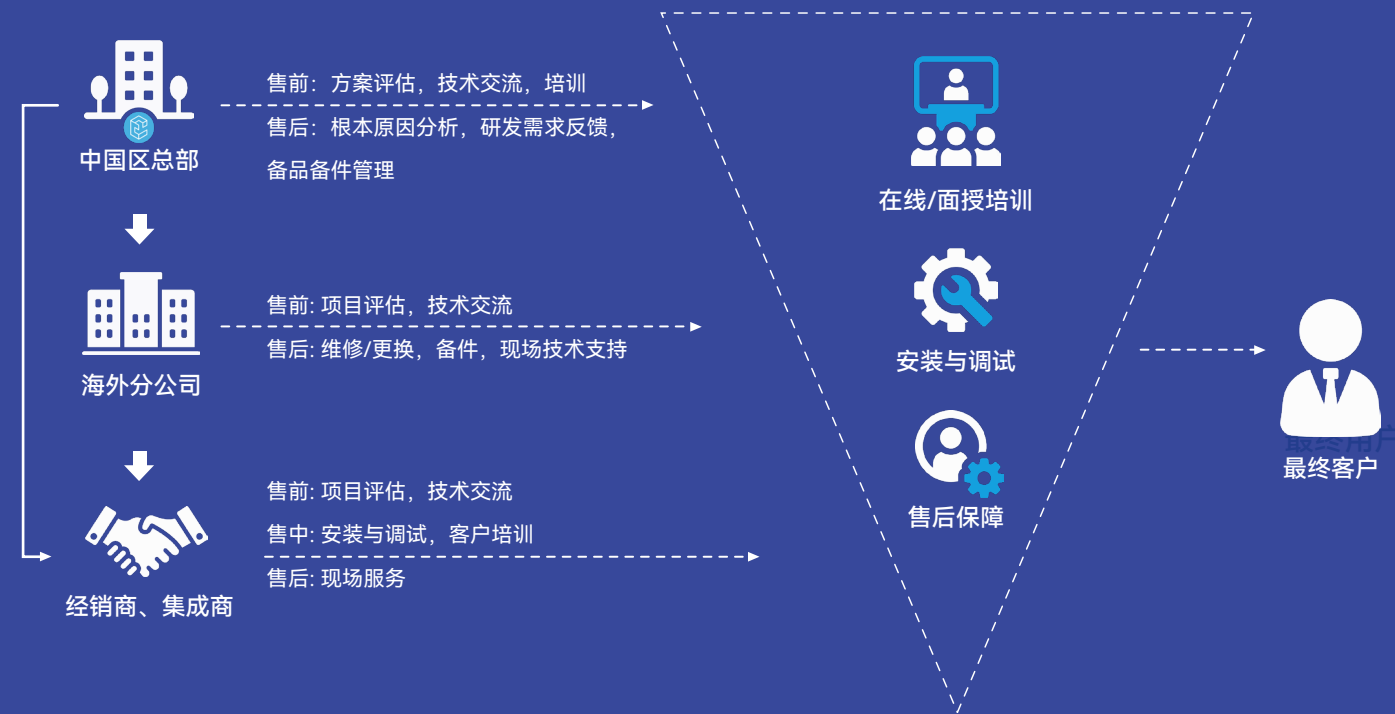 售前：方案评估，技术交流，培训
售后：根本原因分析，研发需求反馈，
备品备件管理
中国区总部
售前: 项目评估，技术交流
售后: 维修/更换，备件，现场技术支持
海外分公司
售前: 项目评估，技术交流
售中: 安装与调试，客户培训
售后: 现场服务
经销商、集成商
在线/面授培训
安装与调试
售后保障
最终用户
最终客户